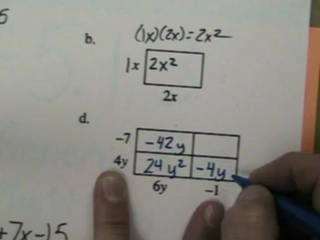 5
b. (1x)(2x)=2x²
1x 2x²
2x
d.
-7 -42y
4y 24y² -4y
6y -1
+7x-15